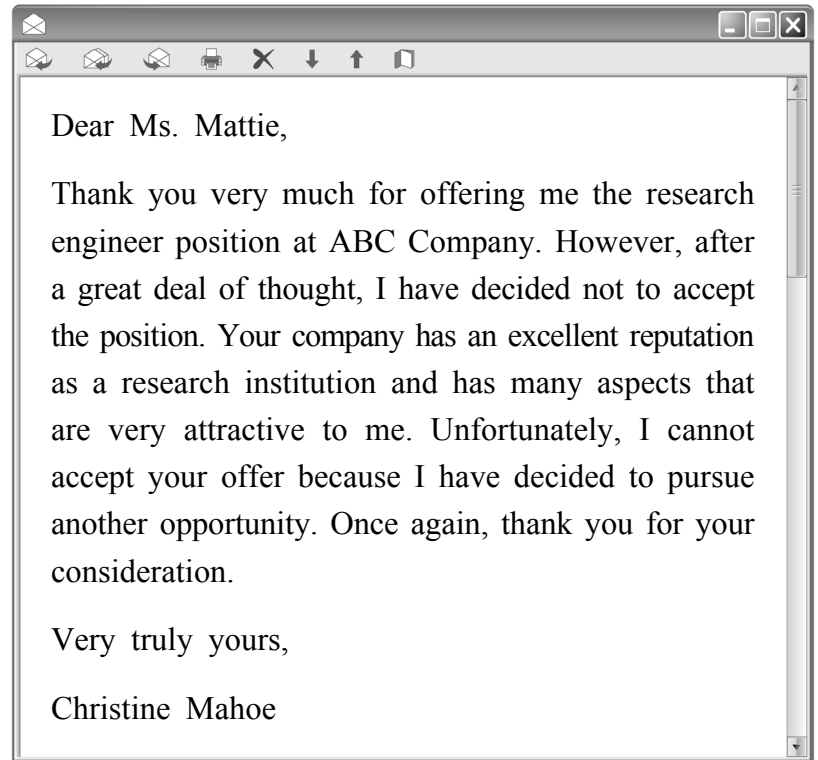 Dear Ms. Mattie,
Thank you very much for offering me the research
engineer position at ABC Company. However, after
a great deal of thought, I have decided not to accept
the position. Your company has an excellent reputation
as a research institution and has many aspects that
are very attractive to me. Unfortunately, I cannot
accept your offer because I have decided to pursue
another opportunity. Once again, thank you for your
consideration.
Very truly yours,
Christine Mahoe